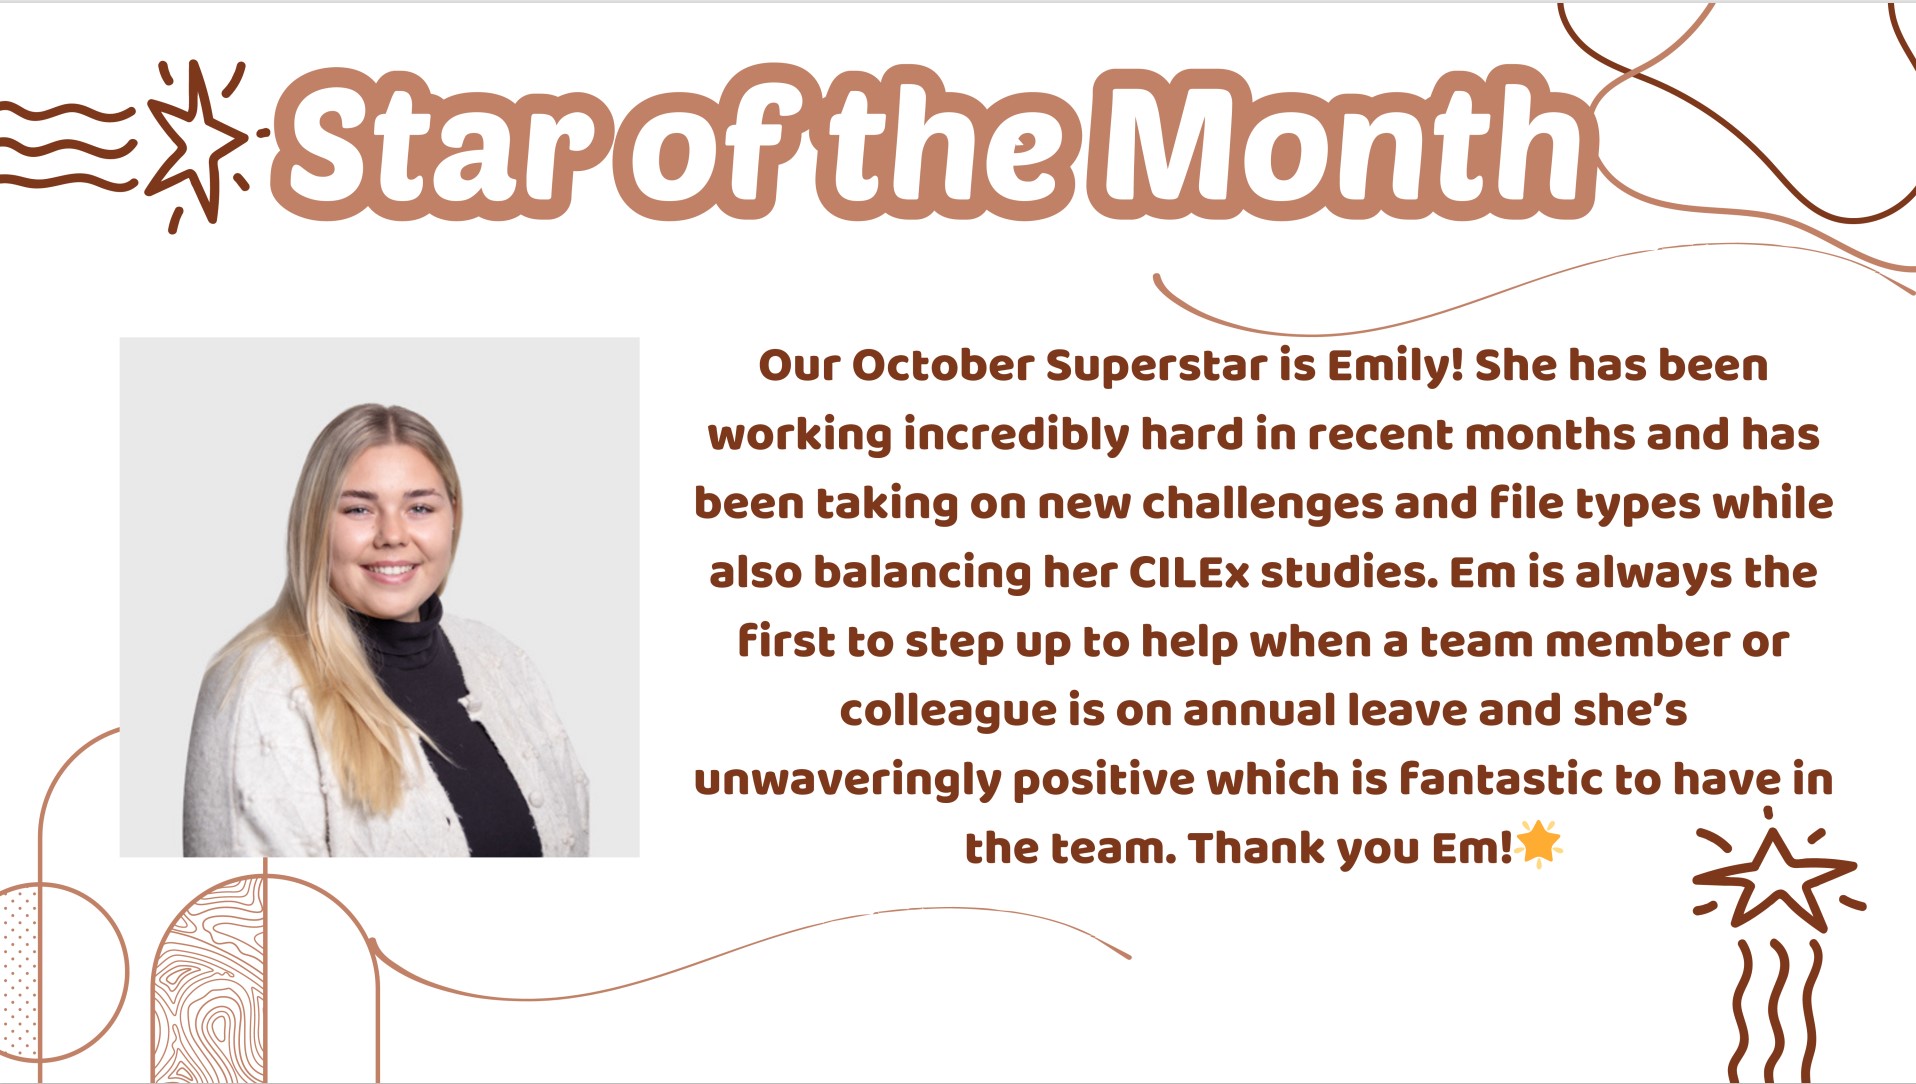 Star of the Month
Our October Superstar is Emily! She has been
working incredibly hard in recent months and has
been taking on new challenges and file types while
also balancing her CILEx studies. Em is always the
first to step up to help when a team member or
colleague is on annual leave and she’s
unwaveringly positive which is fantastic to have in
the team. Thank you Em!🌟